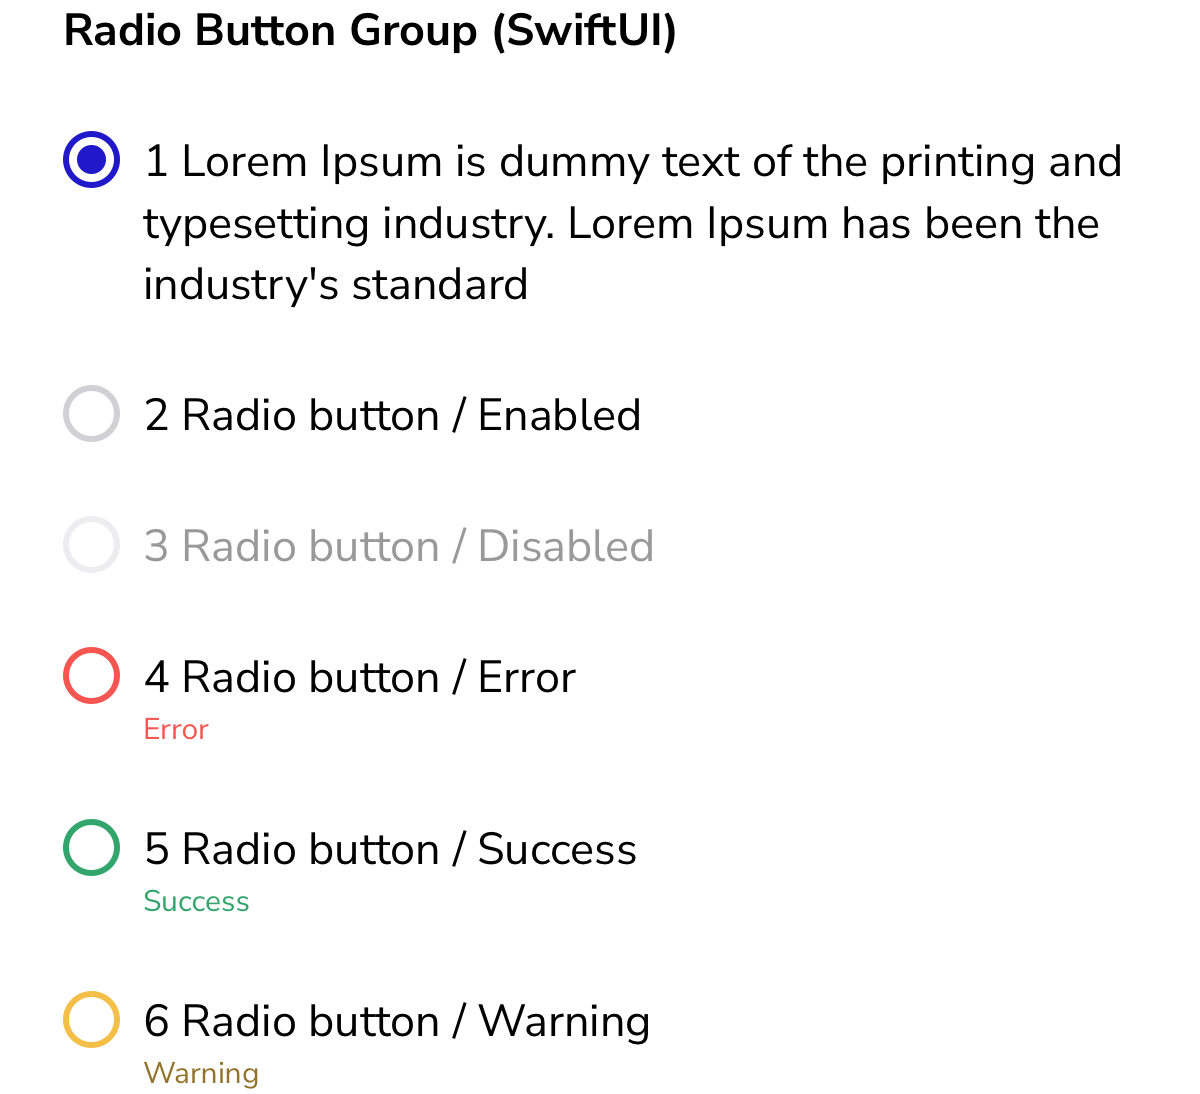 Radio Button Group (SwiftUI)
1 Lorem Ipsum is dummy text of the printing and
typesetting industry. Lorem Ipsum has been the
industry's standard
2 Radio button / Enabled
3 Radio button / Disabled
4 Radio button / Error
Error
5 Radio button / Success
Success
6 Radio button / Warning
Warning